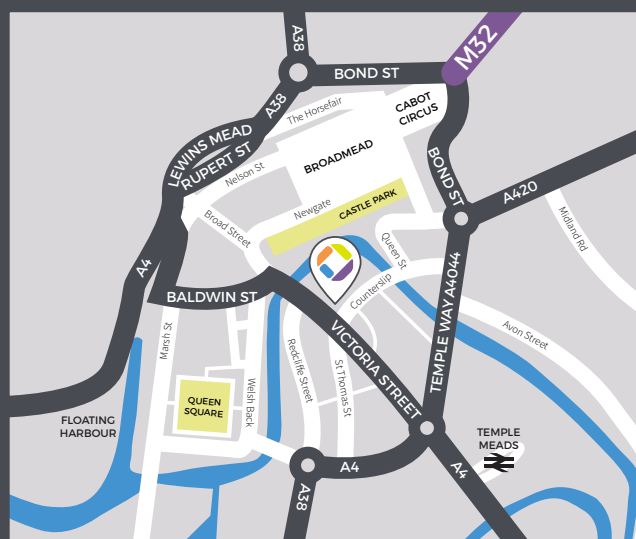 A38
M32
BOND ST
A38
The Horsefair
CABOT
CIRCUS
LEWINS MEAD
RUPERT ST
BROADMEAD
Nelson St
BOND ST
A420
Newgate
CASTLE PARK
Broad Street
Midland Rd
Queen St
A4
Counterslip
TEMPLE WAY A4044
BALDWIN ST
Marsh St
VICTORIA STREET
Avon Street
Redcliffe Street
St Thomas St
Welsh Back
QUEEN
SQUARE
FLOATING
HARBOUR
TEMPLE
MEADS
A4
A4
A38